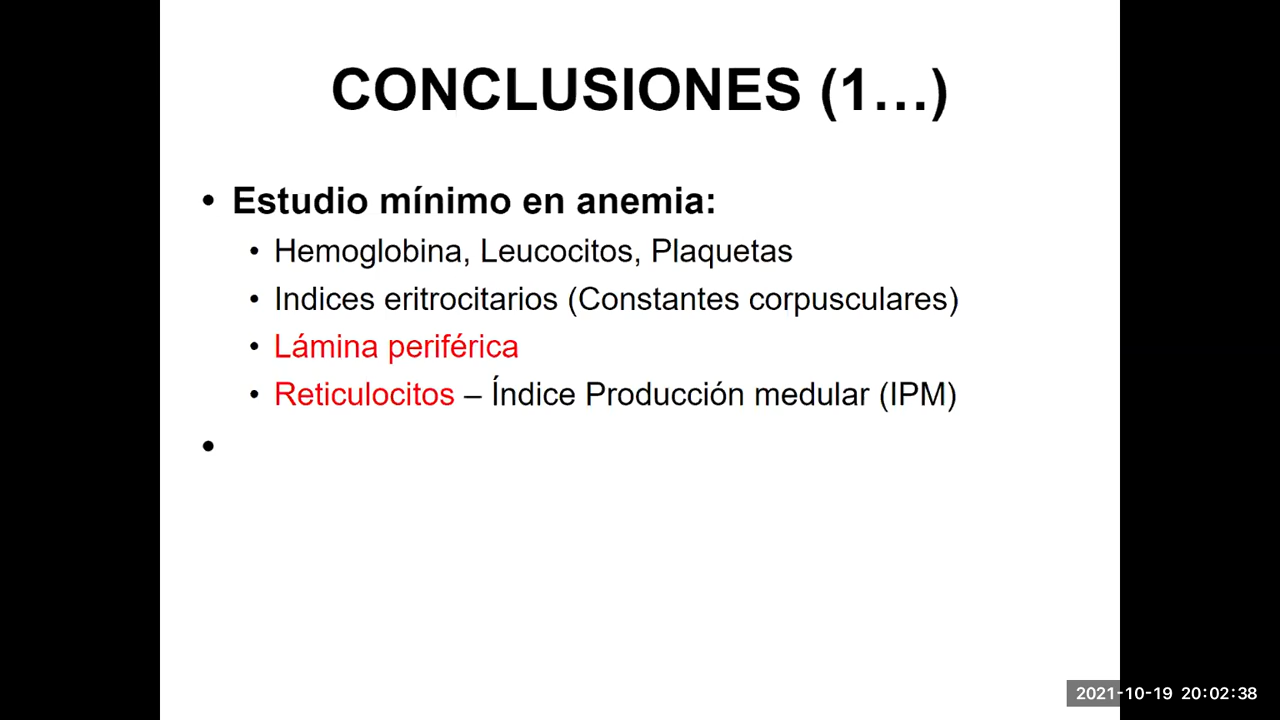 CONCLUSIONES (1...)
• Estudio mínimo en anemia:
• Hemoglobina, Leucocitos, Plaquetas
• Indices eritrocitarios (Constantes corpusculares)
• Lámina periférica
• Reticulocitos – Índice Producción medular (IPM)
•
2021-10-19 20:02:38